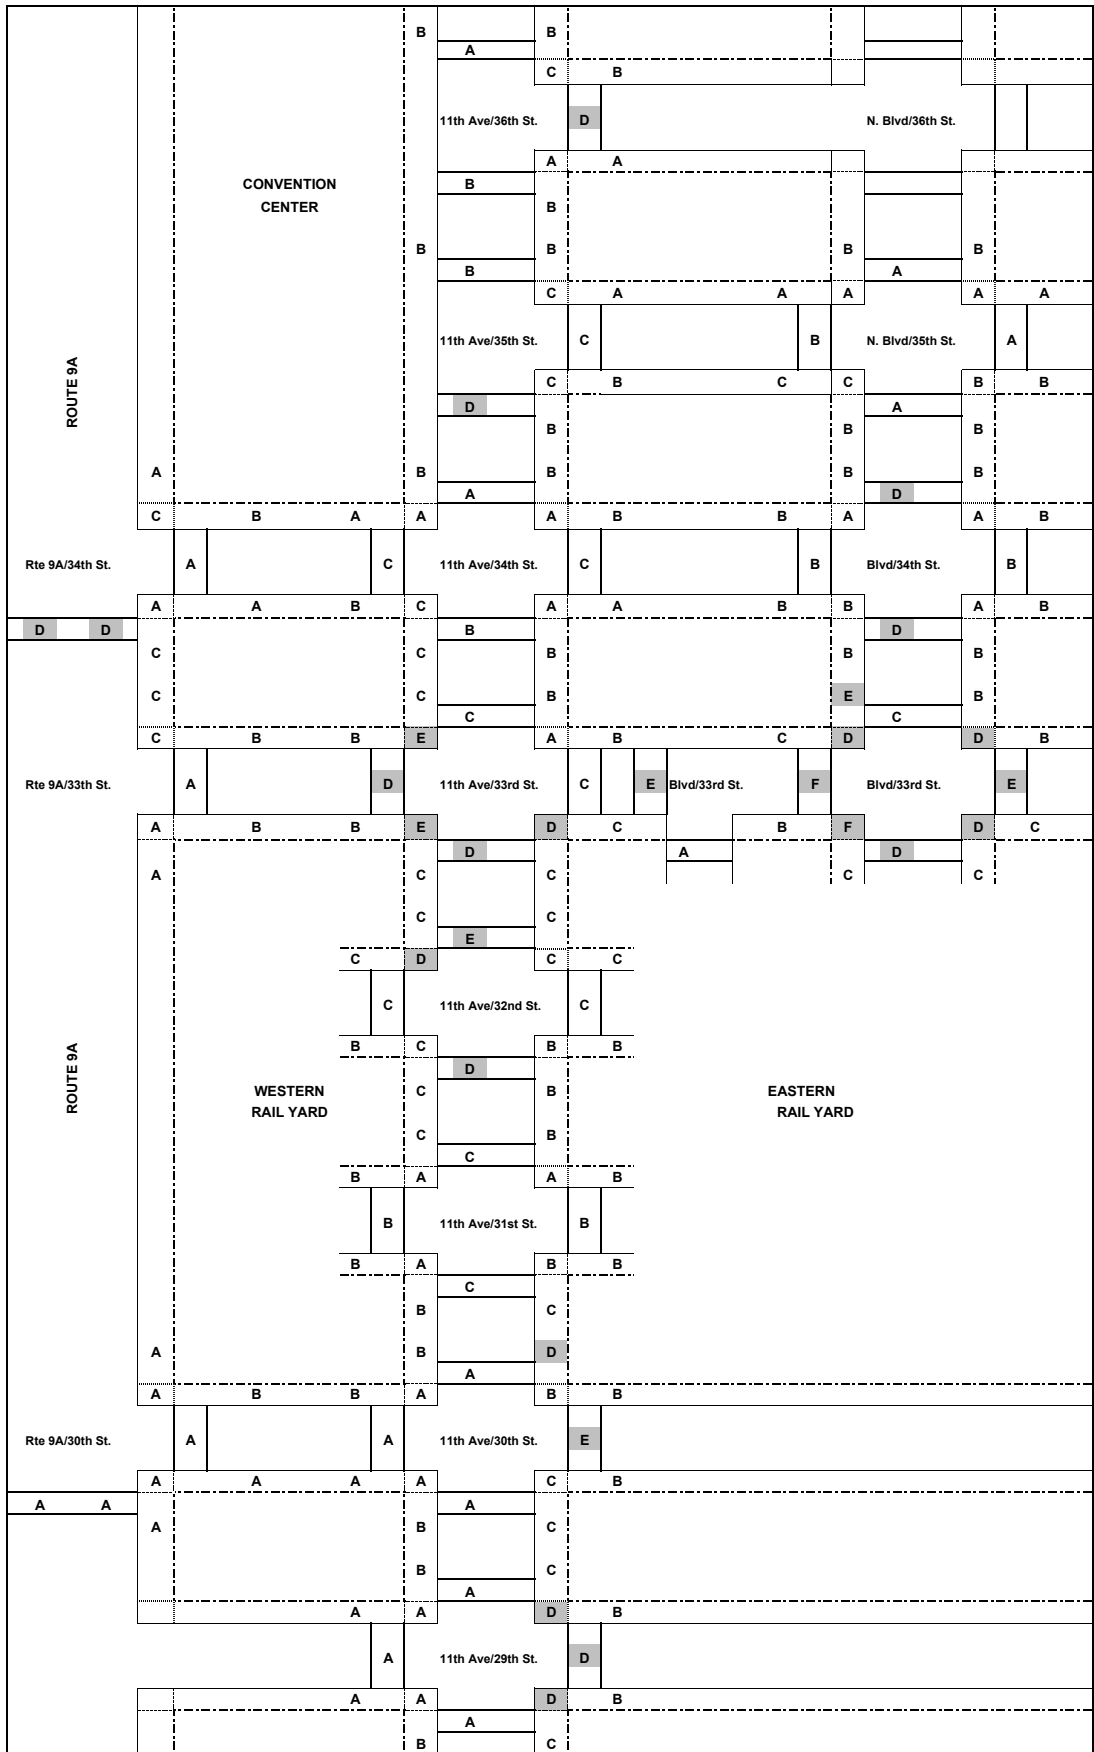 B B
A
C B
11th Ave/36th St. D N. Blvd/36th St.
A A
CONVENTION B
CENTER B
B B B B
B A
C A A A A A
11th Ave/35th St. C B N. Blvd/35th St. A
ROUTE 9A
C B C C B B
D A
B B B
A B B B B
A D
C B A A A B B A A B
Rte 9A/34th St. A C 11th Ave/34th St. C B Blvd/34th St. B
A A B C A A B B A B
D D B D
C C B B B
C C B E B
C C
C B B E A B C D D B
Rte 9A/33th St. A D 11th Ave/33rd St. C E Blvd/33rd St. F Blvd/33rd St. E
A B B E D C B F D C
D A D
A C C C C
C C
E
C D C C
C 11th Ave/32nd St. C
B C B B
D
ROUTE 9A
WESTERN C B EASTERN
RAIL YARD RAIL YARD
C B
C
B A A B
B 11th Ave/31st St. B
B A B B
C
B C
A B D
A
A B B A B B
Rte 9A/30th St. A A 11th Ave/30th St. E
A A A A C B
A A A
A B C
B C
A
A A D B
A 11th Ave/29th St. D
A A D B
A
B C